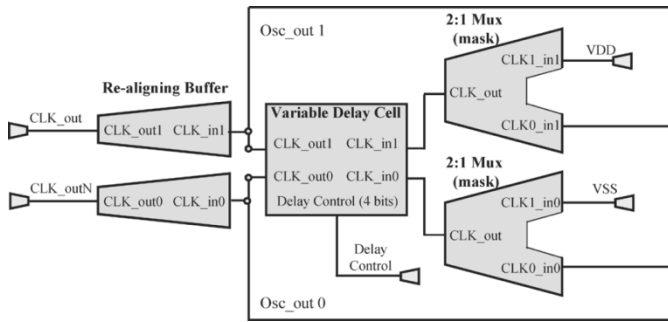 Osc_out 1
2:1 Mux
(mask)
VDD
CLK1_in1
CLK_out
CLK0_in1
Re-aligning Buffer
CLK_out
CLK_out1 CLK_in1
Variable Delay Cell
CLK_out1 CLK_in1
CLK_out0 CLK_in0
Delay Control (4 bits)
CLK_outN
CLK_out0 CLK_in0
2:1 Mux
(mask)
VSS
CLK1_in0
CLK_out
CLK0_in0
Delay
Control
Osc_out 0